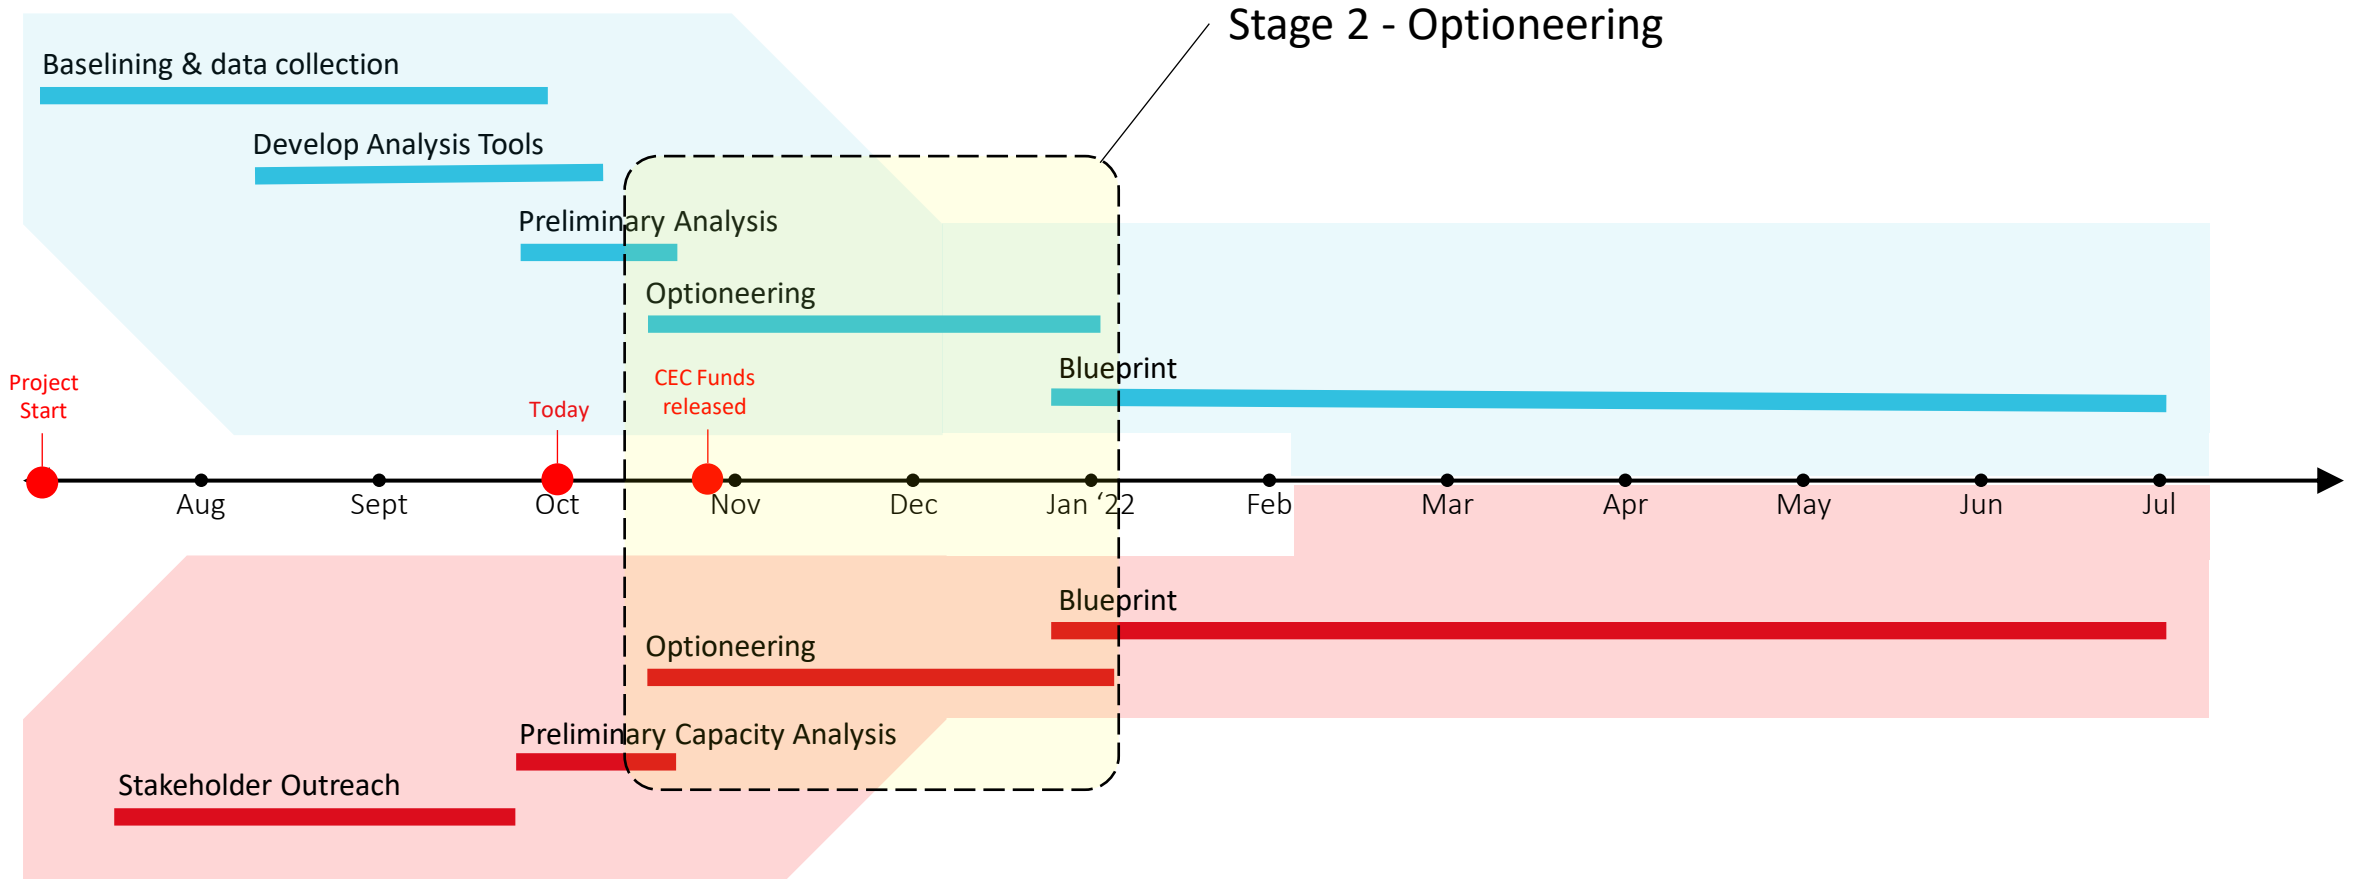 Stage 2 - Optioneering
Baselining & data collection
Develop Analysis Tools
Preliminary Analysis
Optioneering
Blueprint
Project
Start
Today
CEC Funds
released
Aug
Sept
Oct
Nov
Dec
Jan ‘22
Feb
Mar
Apr
May
Jun
Jul
Blueprint
Optioneering
Preliminary Capacity Analysis
Stakeholder Outreach